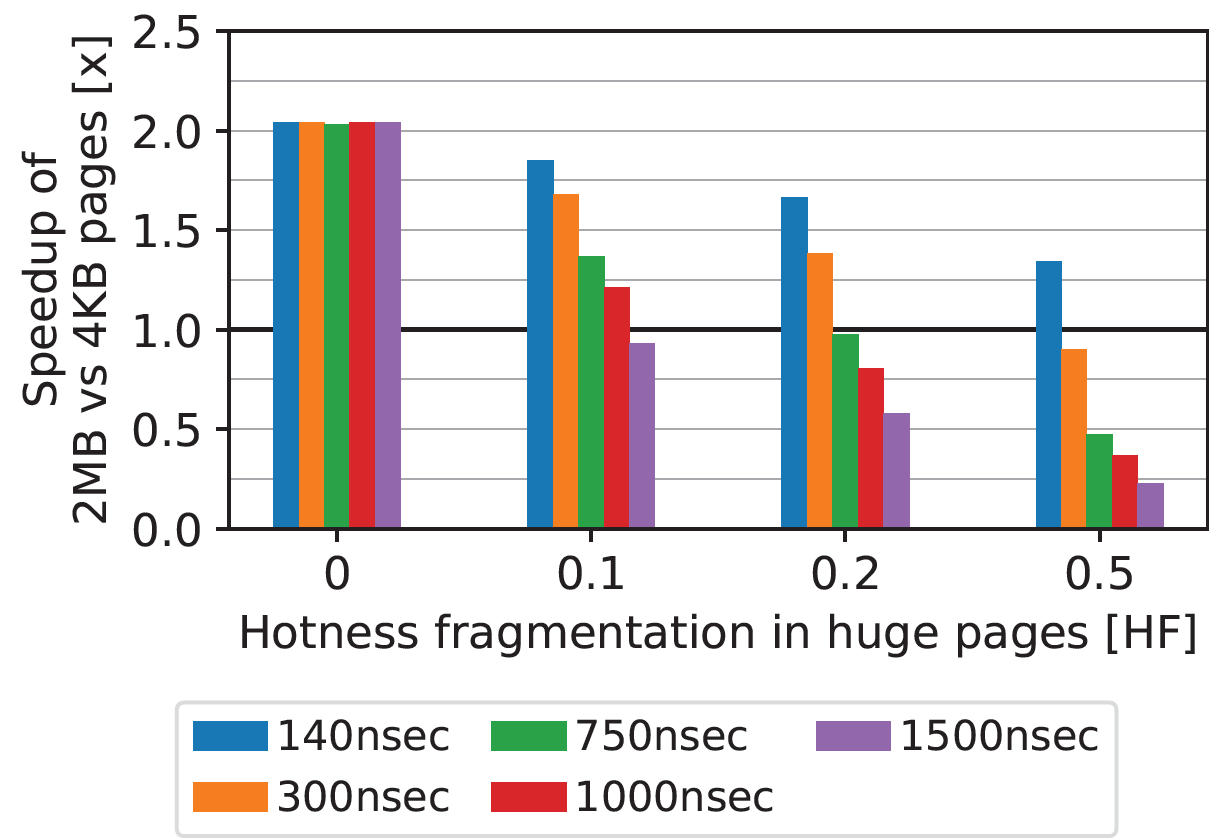 Speedup of
2MB vs 4KB pages [x]
2.5
2.0
1.5
1.0
0.5
0.0
0 0.1 0.2 0.5
Hotness fragmentation in huge pages [HF]
140nsec 750nsec 1500nsec
300nsec 1000nsec